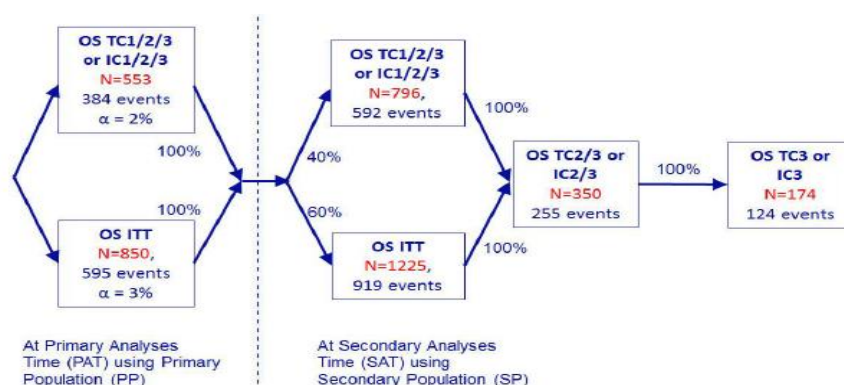 OS TC1/2/3
or IC1/2/3
N=553
384 events
α = 2%
100%
100%
OS ITT
N=850,
595 events
α = 3%
At Primary Analyses
Time (PAT) using Primary
Population (PP)
OS TC1/2/3
or IC1/2/3
N=796,
592 events
40%
60%
100%
100%
OS ITT
N=1225,
919 events
OS TC2/3 or
IC2/3
N=350
255 events
100%
OS TC3 or
IC3
N=174
124 events
At Secondary Analyses
Time (SAT) using
Secondary Population (SP)